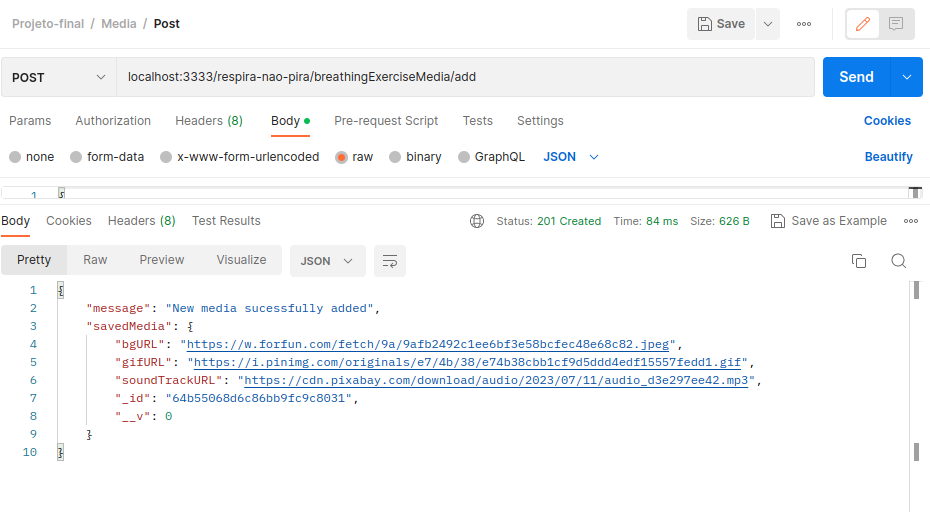 Projeto-final / Media / Post
Save
POST
localhost:3333/respira-nao-pira/breathingExerciseMedia/add
Send
Params Authorization Headers (8) Body Pre-request Script Tests Settings Cookies
none form-data x-www-form-urlencoded raw binary GraphQL JSON Beautify
1 {
Body Cookies Headers (8) Test Results Status: 201 Created Time: 84 ms Size: 626 B Save as Example
Pretty Raw Preview Visualize JSON
1 {
2 "message": "New media sucessfully added",
3 "savedMedia": {
4 "bgURL": "https://w.forfun.com/fetch/9a/9afb2492c1ee6bf3e58bcfec48e68c82.jpeg",
5 "gifURL": "https://i.pinimg.com/originals/e7/4b/38/e74b38cbb1cf9d5ddd4edf15557fedd1.gif",
6 "soundTrackURL": "https://cdn.pixabay.com/download/audio/2023/07/11/audio_d3e297ee42.mp3",
7 "_id": "64b55068d6c86bb9fc9c8031",
8 "__v": 0
9 }
10 }